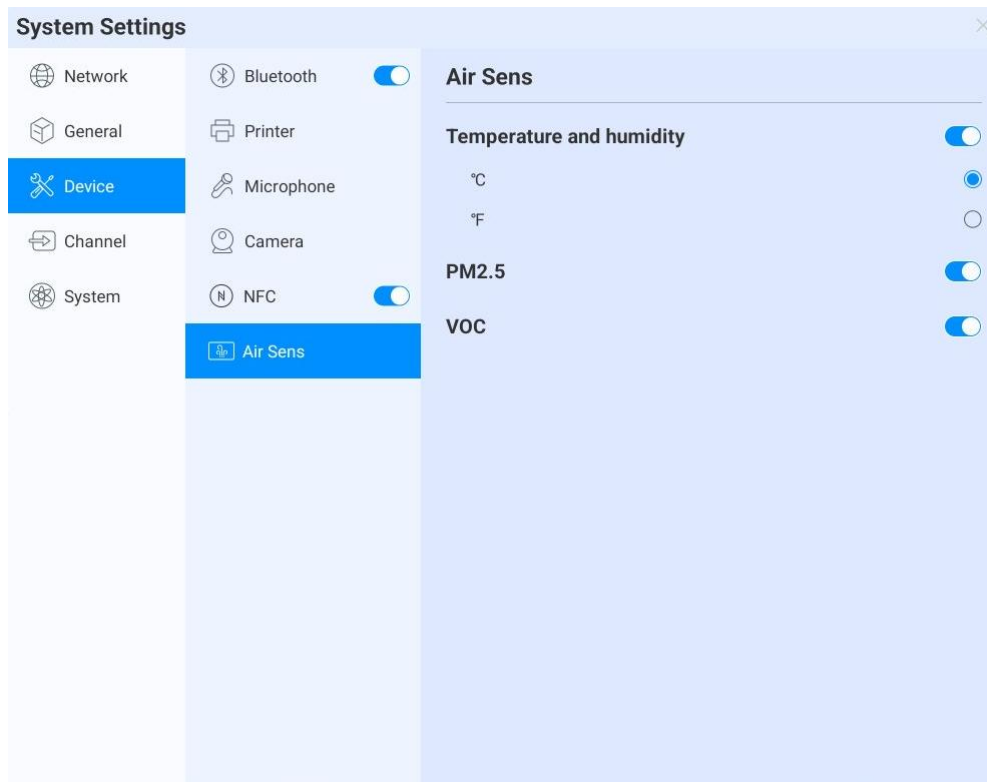 System Settings
Network
General
Device
Channel
System
Bluetooth
Printer
Microphone
Camera
NFC
Air Sens
Air Sens
Temperature and humidity
℃
℉
PM2.5
VOC